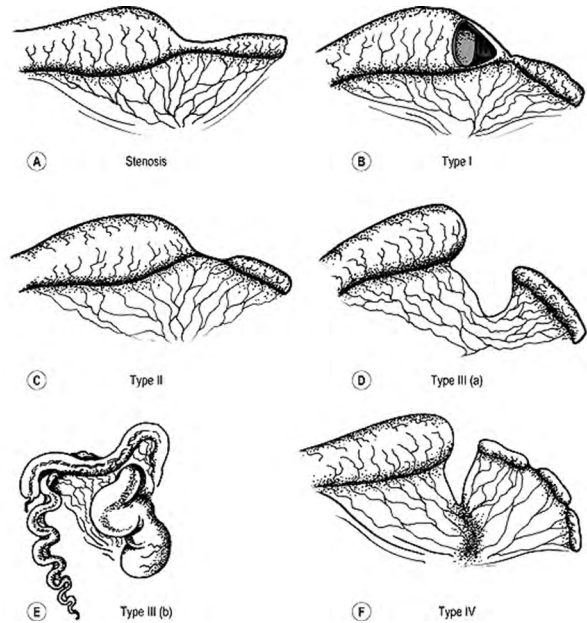 A Stenosis
B Type I
C Type II
D Type III (a)
E Type III (b)
F Type IV